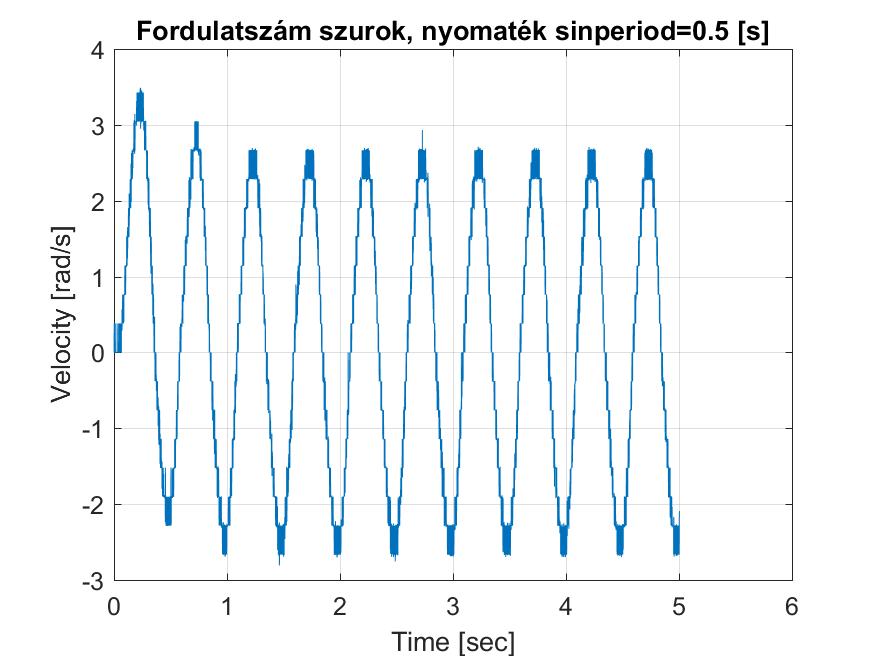 Fordulatszám szurok, nyomaték sinperiod=0.5 [s]
4
3
2
1
0
-1
-2
-3
Velocity [rad/s]
0 1 2 3 4 5 6
Time [sec]